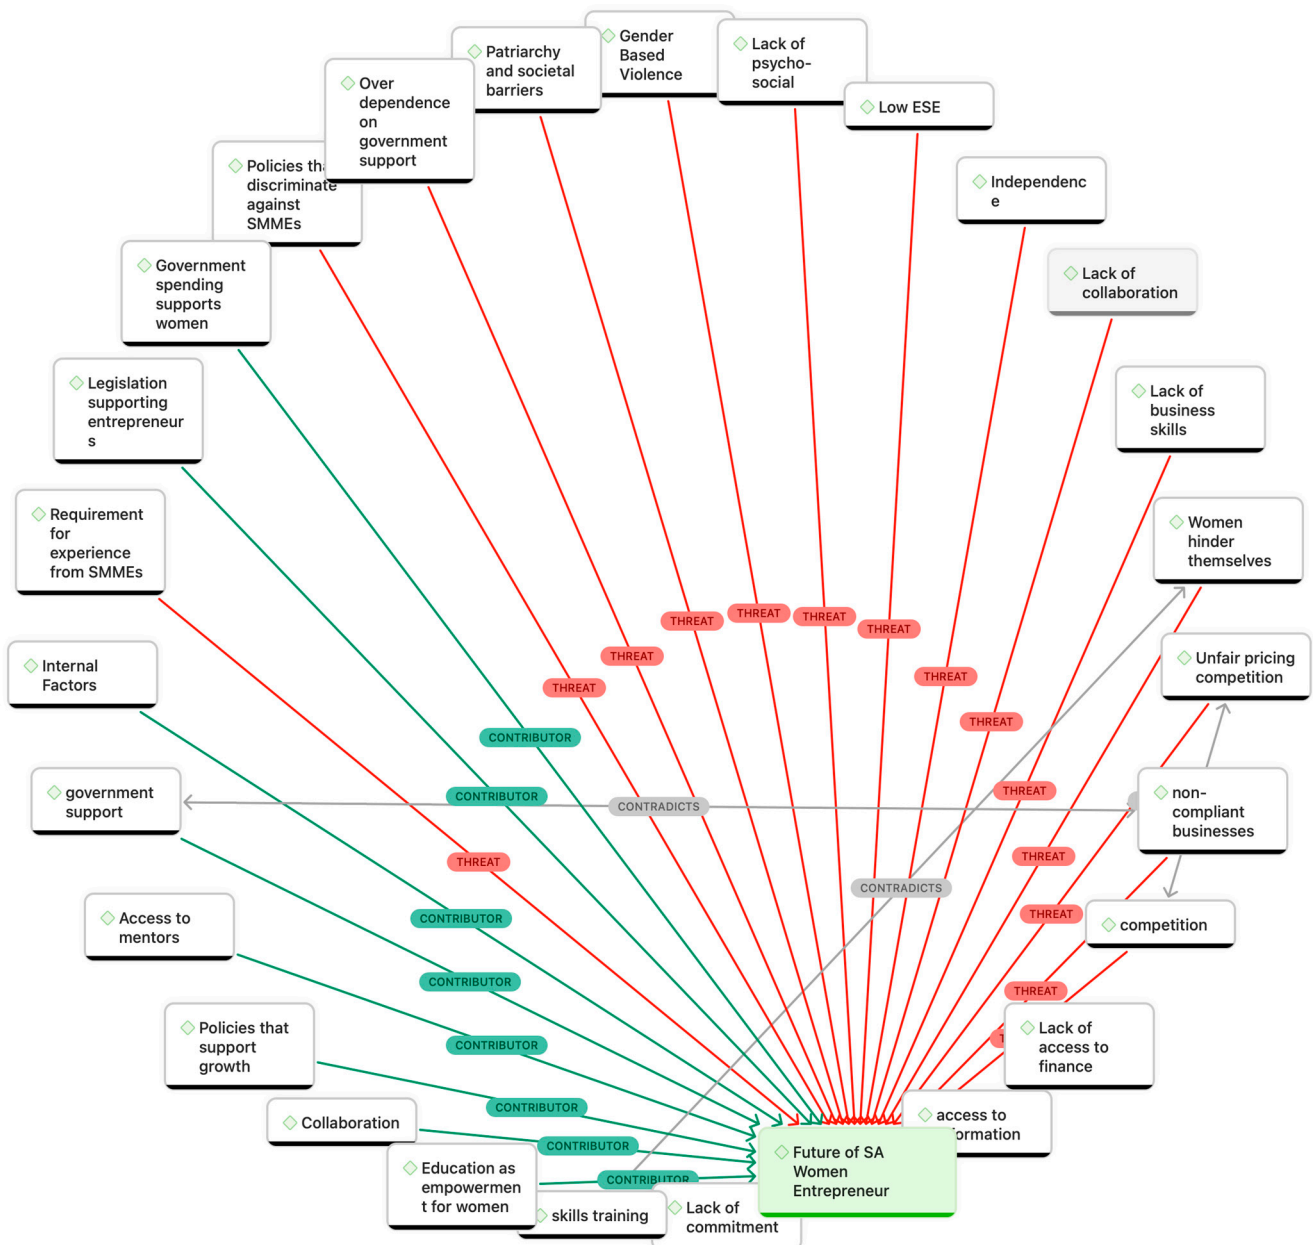 Gender
Based
Violence
Lack of
psycho-
social
Patriarchy
and societal
barriers
Over
dependence
on
government
support
Low ESE
Policies
discriminate
against
SMMEs
Independenc
e
Government
spending
supports
women
Lack of
collaboration
Legislation
supporting
entrepreneur
s
Lack of
business
skills
Requirement
for
experience
from SMMEs
Women
hinder
themselves
THREAT
THREAT
THREAT
THREAT
THREAT
THREAT
THREAT
Internal
Factors
Unfair pricing
competition
THREAT
THREAT
CONTRIBUTOR
government
support
CONTRIBUTOR
CONTRADICTS
THREAT
non-
compliant
businesses
THREAT
THREAT
CONTRADICTS
Access to
mentors
CONTRIBUTOR
THREAT
competition
CONTRIBUTOR
THREAT
Policies that
support
growth
CONTRIBUTOR
Lack of
access to
finance
CONTRIBUTOR
Collaboration
CONTRIBUTOR
access to
Education as
empowermen
t for women
CONTRIBUTOR
Future of SA
Women
Entrepreneur
skills training
Lack of
commitment